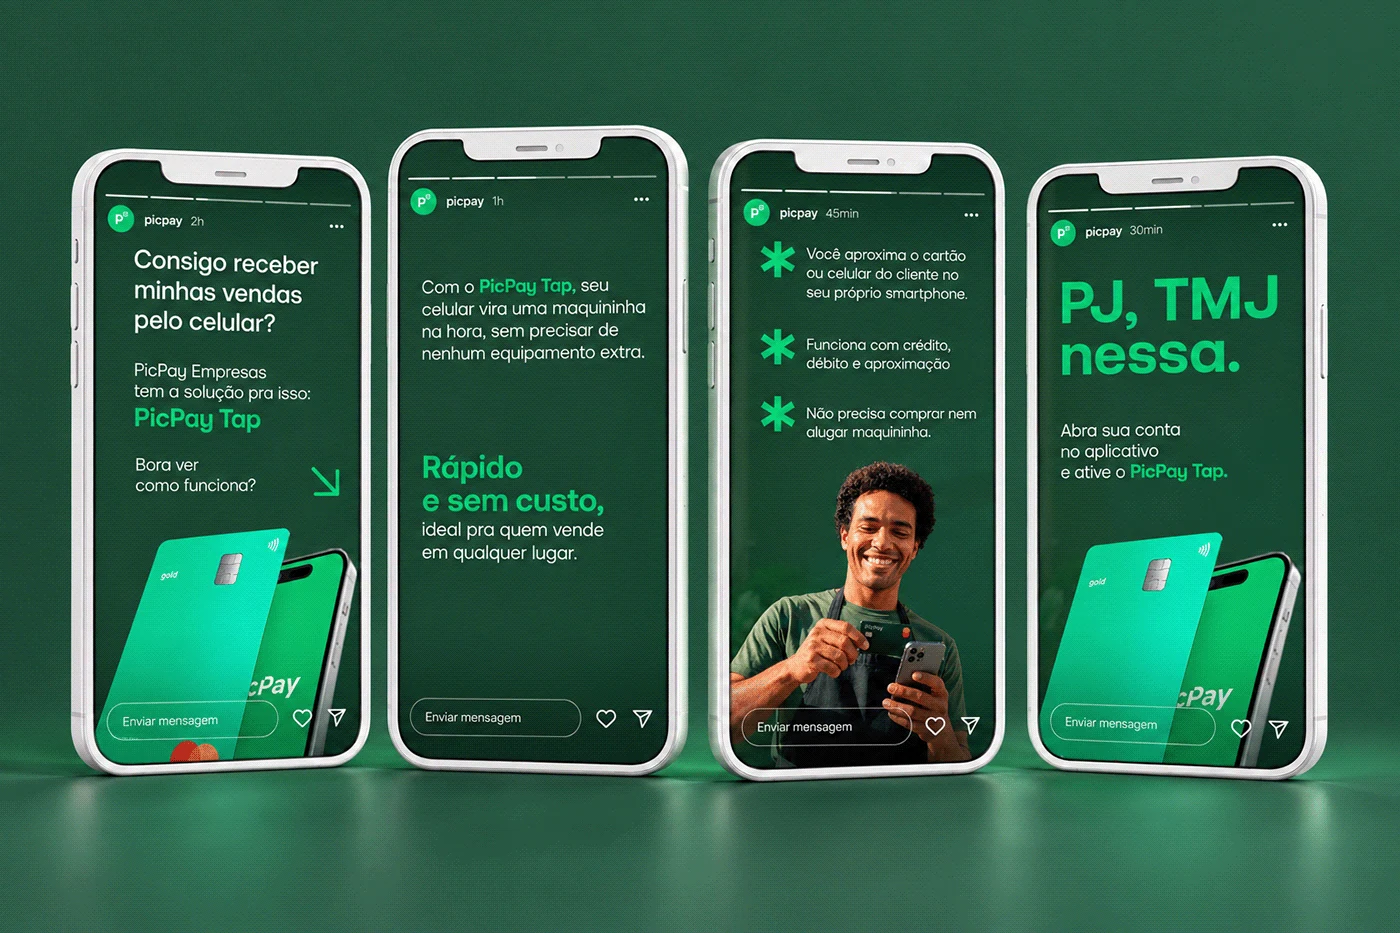 picpay 2h
Consigo receber
minhas vendas
pelo celular?
PicPay Empresas
tem a solução pra isso:
PicPay Tap
Bora ver
como funciona?
gold
cPay
Enviar mensagem
picpay 1h
Com o PicPay Tap, seu
celular vira uma maquininha
na hora, sem precisar de
nenhum equipamento extra.
Rápido
e sem custo,
ideal pra quem vende
em qualquer lugar.
Enviar mensagem
picpay 45min
Você aproxima o cartão
ou celular do cliente no
seu próprio smartphone.
Funciona com crédito,
débito e aproximação
Não precisa comprar nem
alugar maquininha.
PicPay
Enviar mensagem
picpay 30min
PJ, TMJ
nessa.
Abra sua conta
no aplicativo
e ative o PicPay Tap.
gold
cPay
Enviar mensagem